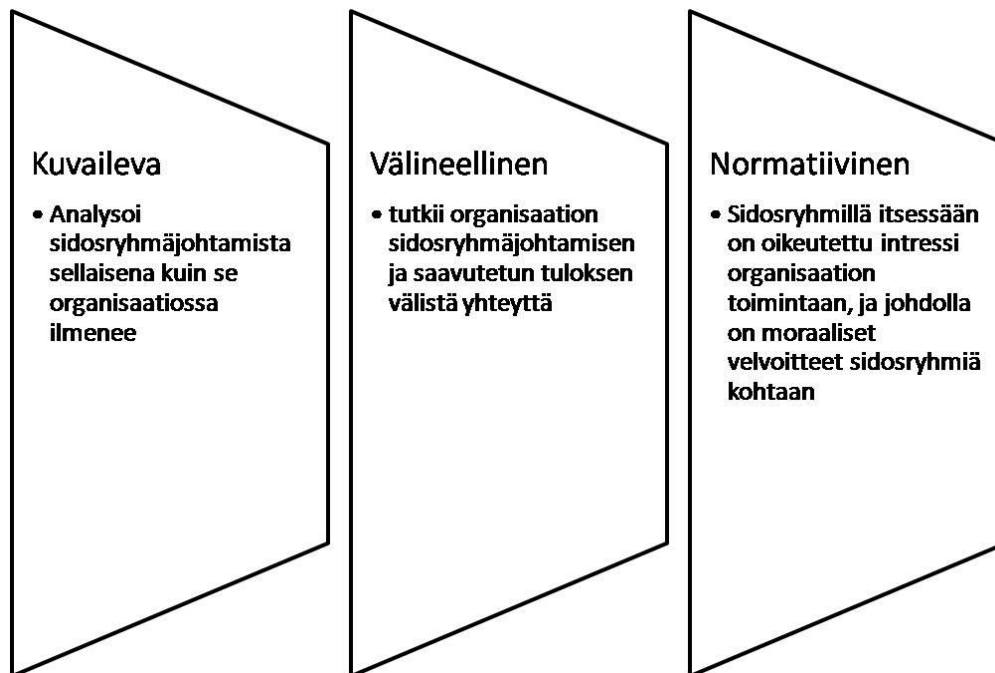 Kuvaileva
• Analysoi
sidosryhmäjohtamista
sellaisena kuin se
organisaatiossa
ilmenee
Välineellinen
• tutkii organisaation
sidosryhmäjohtamisen
ja saavutetun tuloksen
välistä yhteyttä
Normatiivinen
• Sidosryhmillä itsessään
on oikeutettu intressi
organisaation
toimintaan, ja johdolla
on moraaliset
velvoitteet sidosryhmiä
kohtaan